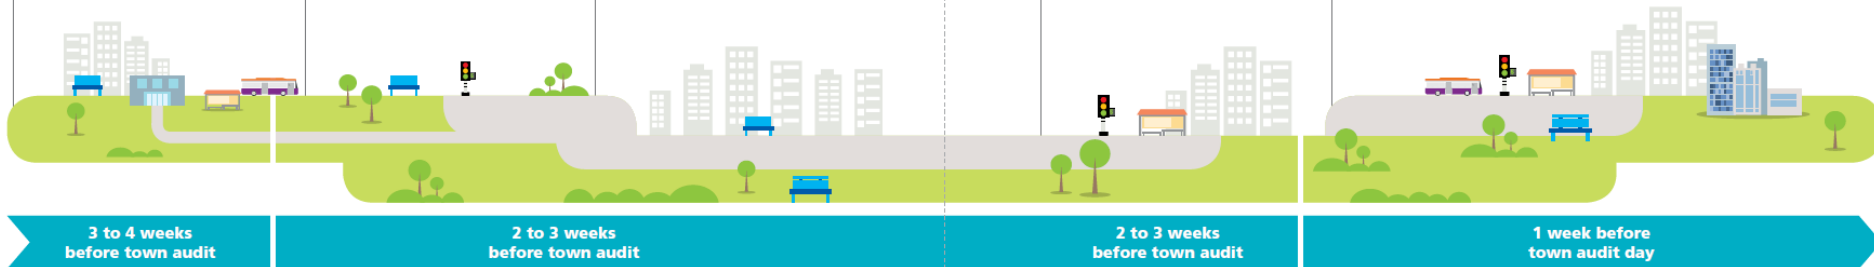 3 to 4 weeks
before town audit
2 to 3 weeks
before town audit
2 to 3 weeks
before town audit
1 week before
town audit day